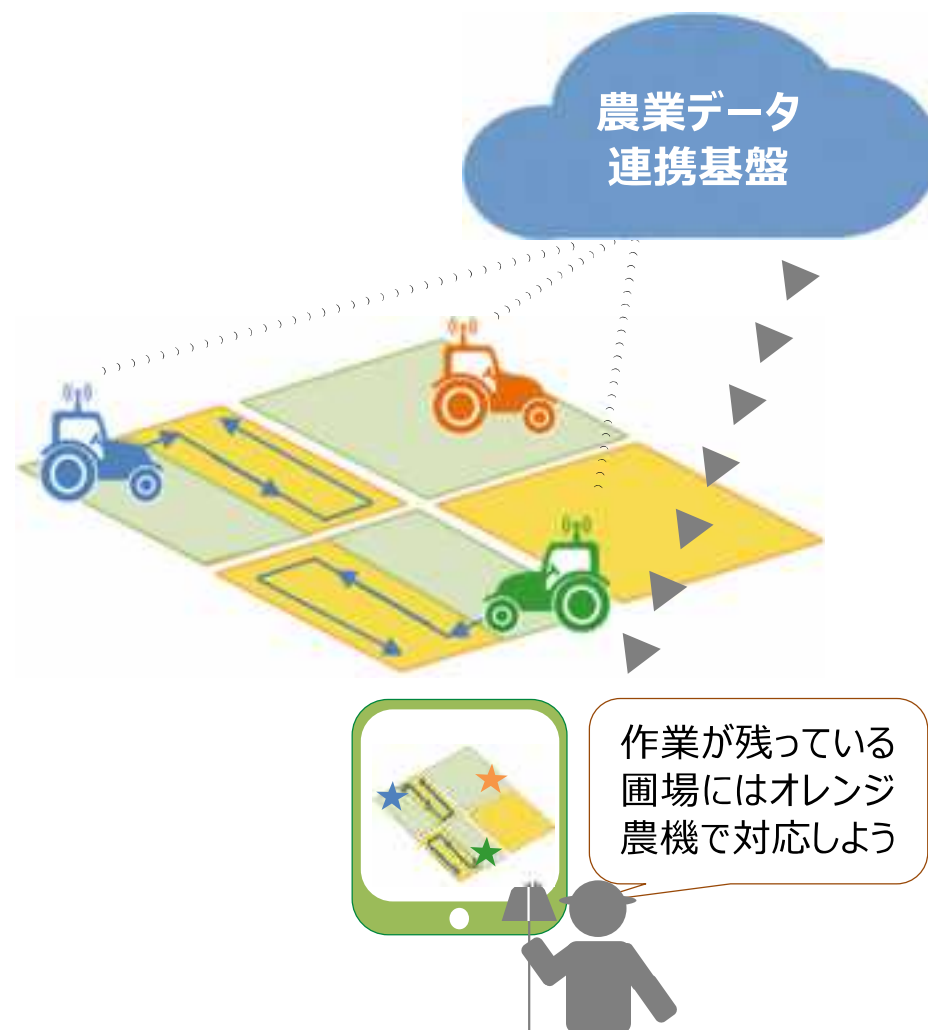 農業データ
連携基盤
作業が残っている
圃場にはオレンジ
農機で対応しよう